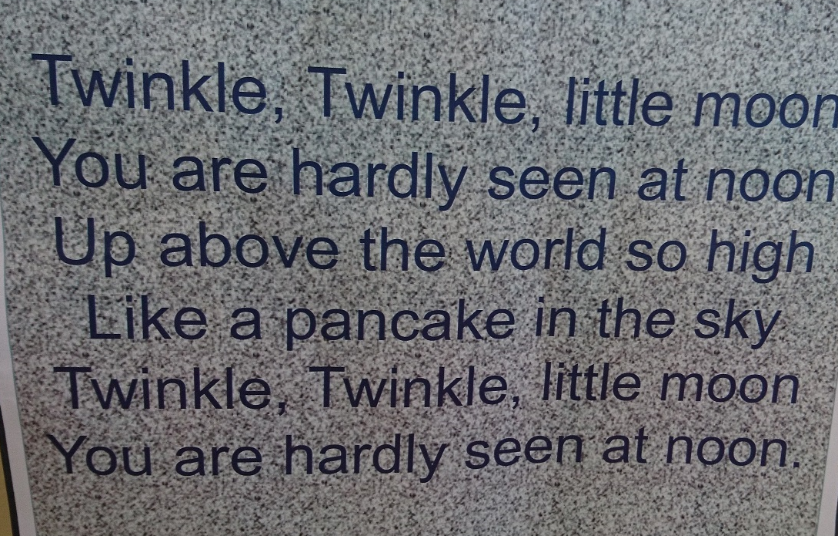 Twinkle, Twinkle, little moon
You are hardly seen at noon
Up above the world so high
Like a pancake in the sky
Twinkle, Twinkle, little moon
You are hardly seen at noon.